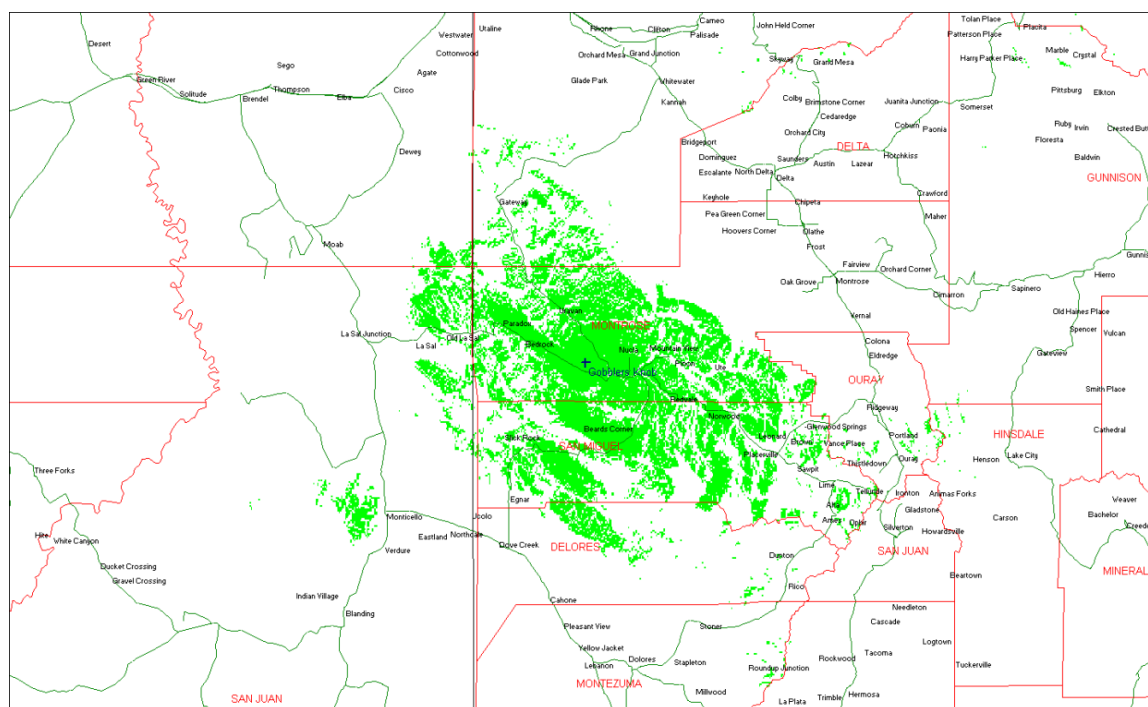 Cameo
Tolan Place
Placita
Utaline
Rhone
Clifton
John Held Corner
Patterson Place
Westwater
Palisade
Desert
Cottonwood
Orchard Mesa
Grand Junction
Skyway
Grand Mesa
Harry Parker Place
Marble
Crystal
Sego
Agate
Green River
Glade Park
Whitewater
Solitude
Thompson
Cisco
Pittsburg
Elkton
Brendel
Elba
Kannah
Colby
Brimstone Corner
Juanita Junction
Somerset
Cedaredge
Ruby
Irwin
Crested Butt
Orchard City
Coburn
Paonia
Floresta
Bridgeport
DELTA
Dewey
Dominguez
Saunders
Austin
Lazear
Hotchkiss
Baldwin
Escalante
North Delta
Delta
GUNNISON
Keyhole
Chipeta
Crawford
Gateway
Pea Green Corner
Maher
Hoovers Corner
Olathe
Moab
Frost
Fairview
Orchard Corner
Gunnis
Oak Grove
Montrose
Hierro
Cimarron
Sapinero
Uravan
Old Haines Place
Paradox
MONTROSE
Vernal
Spencer
Vulcan
La Sal Junction
Old La Sal
La Sal
Bedrock
Nucla
Mountain View
Colona
Pinon
Ute
Eldredge
Gateview
Gobblers Knob
OURAY
Smith Place
Redvale
Ridgeway
Norwood
Beards Corner
Glenwood Springs
Slick Rock
SAN MIGUEL
Leonard
Brown
Vance Place
Portland
HINSDALE
Cathedral
Placerville
Ouray
Henson
Lake City
Three Forks
Sawpit
Thistledown
Lime
Telluride
Ironton
Animas Forks
Egnar
Alta
Gladstone
Weaver
Monticello
Ucolo
Ames
Ophir
Silverton
Howardsville
Carson
Bachelor
Creede
Hite
White Canyon
Eastland
Northdale
Dove Creek
DELORES
Verdure
Dunton
SAN JUAN
Ducket Crossing
Gravel Crossing
Rico
Beartown
MINERAL
Indian Village
Cahone
Blanding
Needleton
Pleasant View
Stoner
Cascade
Yellow Jacket
Logtown
Lebanon
Dolores
Stapleton
Roundup Junction
Rockwood
Tacoma
Tuckerville
MONTEZUMA
Millwood
SAN JUAN
La Plata
Trimble
Hermosa